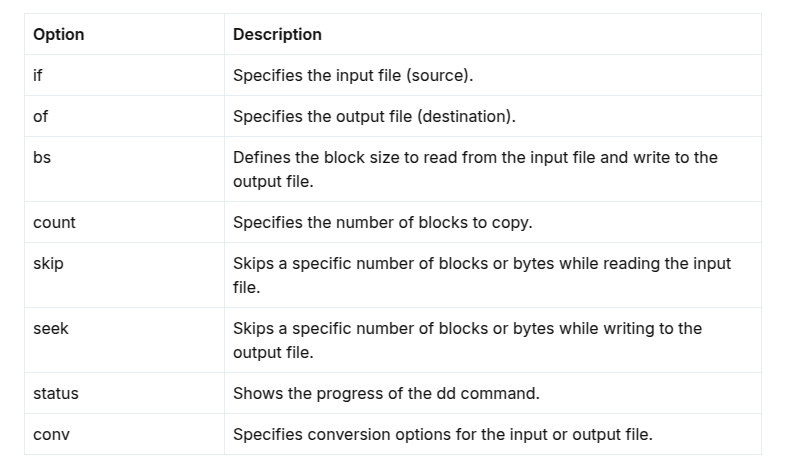 Option Description
if Specifies the input file (source).
of Specifies the output file (destination).
bs Defines the block size to read from the input file and write to the
output file.
count Specifies the number of blocks to copy.
skip Skips a specific number of blocks or bytes while reading the input
file.
seek Skips a specific number of blocks or bytes while writing to the
output file.
status Shows the progress of the dd command.
conv Specifies conversion options for the input or output file.